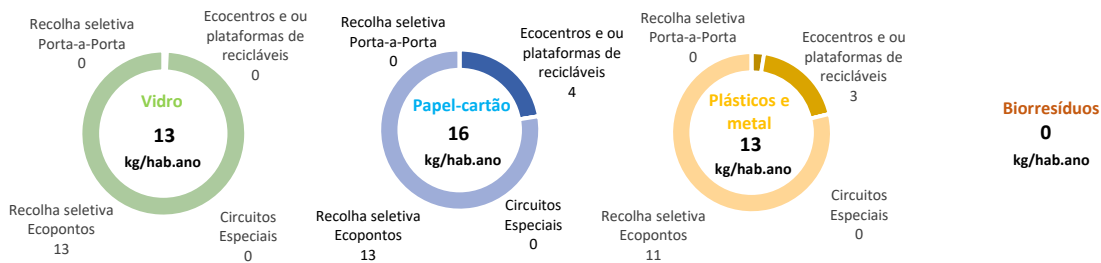 Recolha seletiva
Porta-a-Porta
0
Ecocentros e ou
plataformas de
recicláveis
0
Vidro
13
kg/hab.ano
Recolha seletiva
Ecopontos
13
Circuitos
Especiais
0
Recolha seletiva
Porta-a-Porta
0
Ecocentros e ou
plataformas de
recicláveis
4
Papel-cartão
16
kg/hab.ano
Recolha seletiva
Ecopontos
13
Circuitos
Especiais
0
Recolha seletiva
Porta-a-Porta
0
Ecocentros e ou
plataformas de
recicláveis
3
Plásticos e
metal
13
kg/hab.ano
Recolha seletiva
Ecopontos
11
Circuitos
Especiais
0
Biorresíduos
0
kg/hab.ano